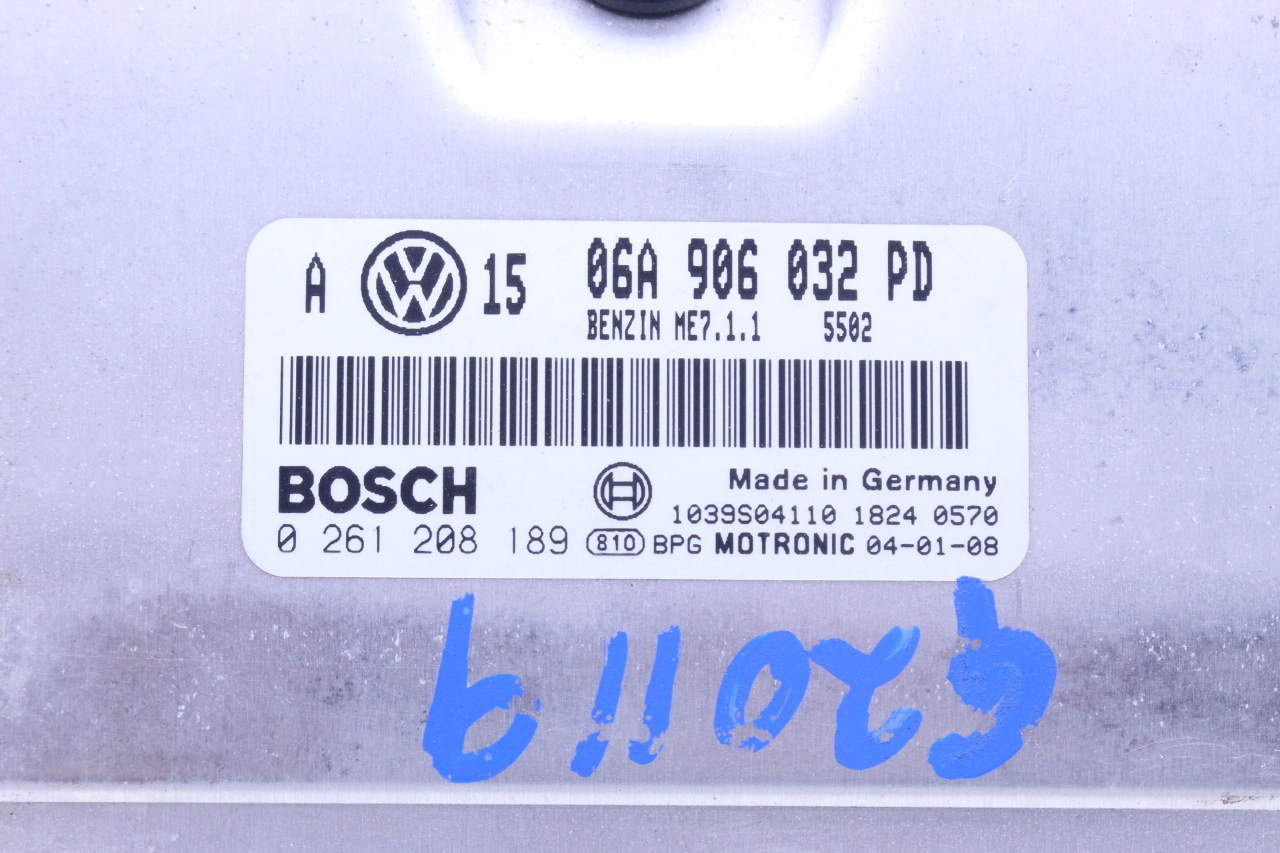 A VW 15 06A 906 032 PD
BENZIN ME7.1.1 5502
BOSCH Made in Germany
1039S04110 1824 0570
0 261 208 189 810 BPG MOTRONIC 04-01-08